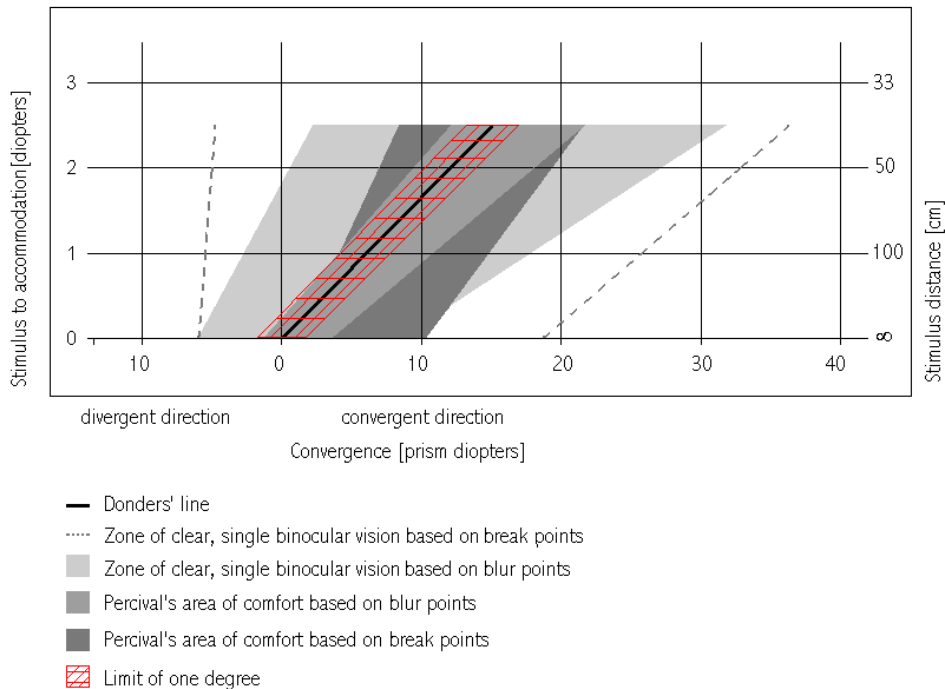 Stimulus to accommodation [diopters]
3
2
1
0
33
50
100
∞
Stimulus distance [cm]
10
0
10
20
30
40
divergent direction
convergent direction
Convergence [prism diopters]
Donders' line
Zone of clear, single binocular vision based on break points
Zone of clear, single binocular vision based on blur points
Percival's area of comfort based on blur points
Percival's area of comfort based on break points
Limit of one degree